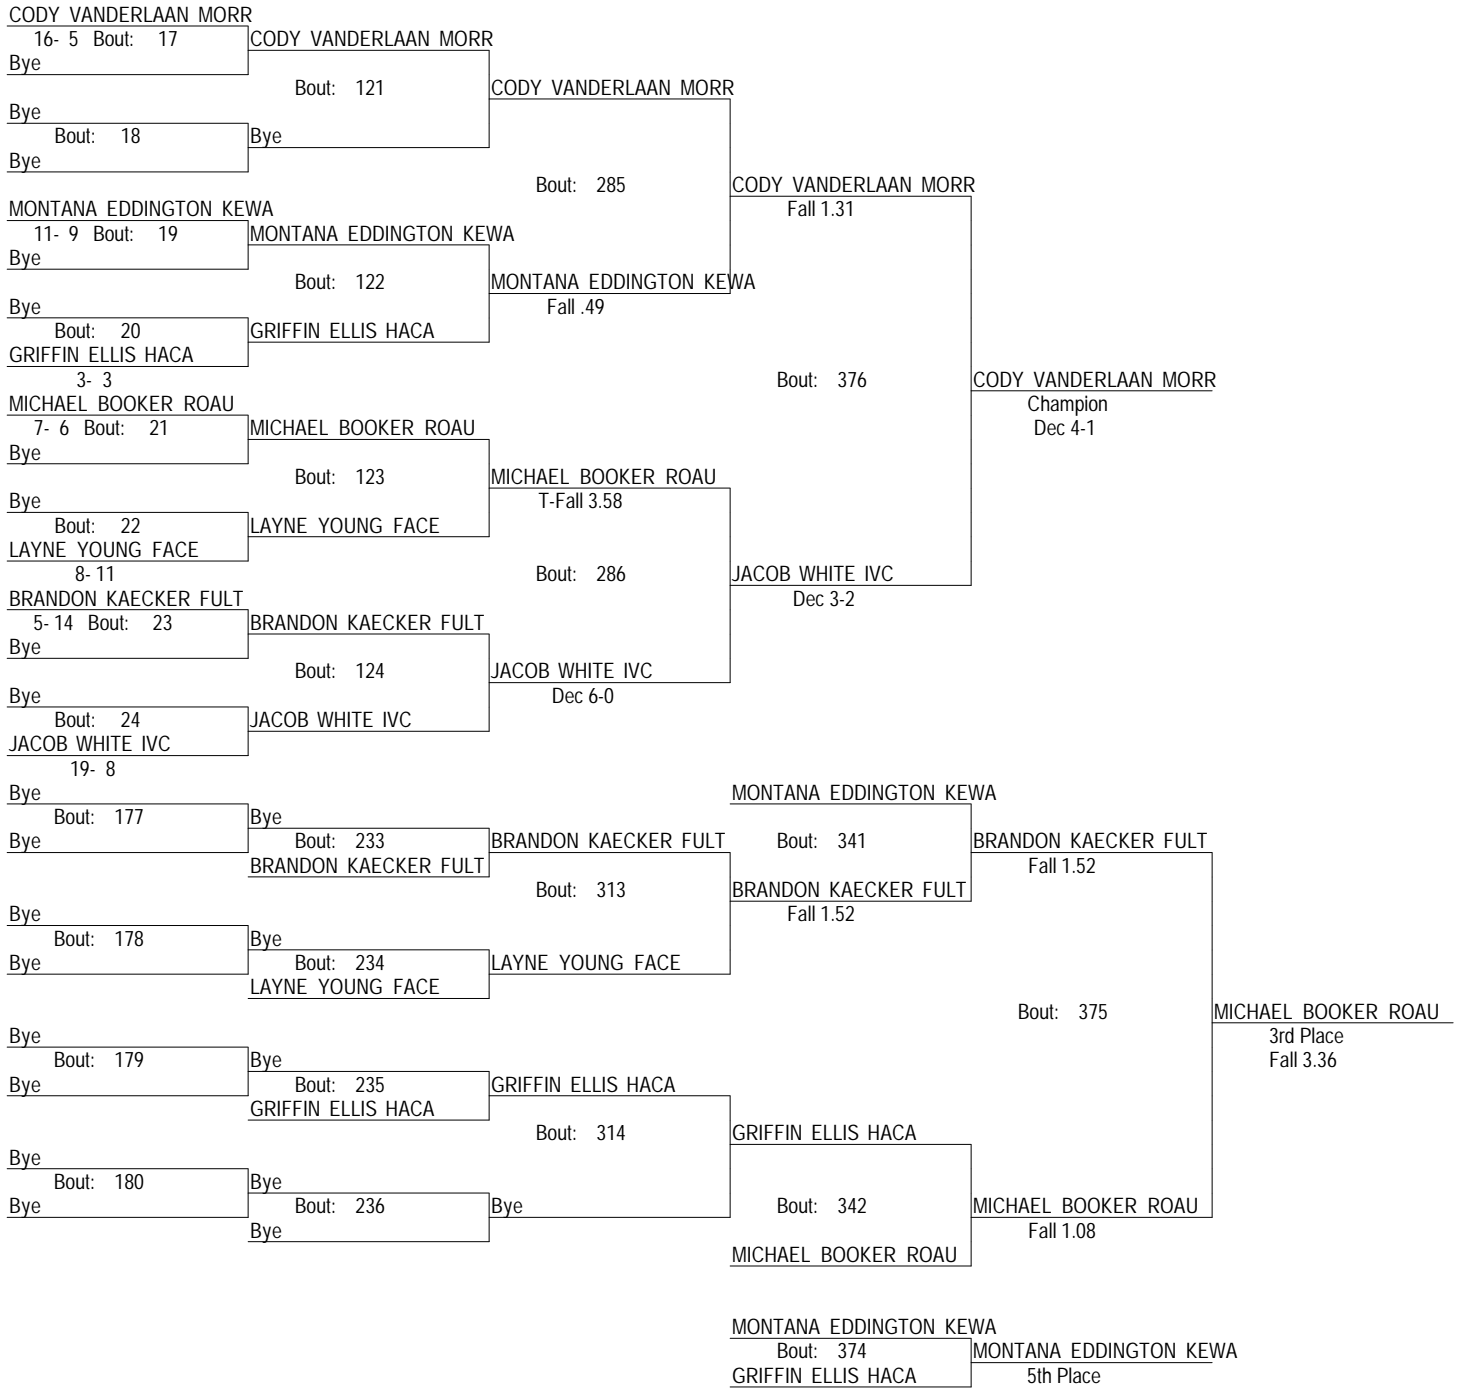 CODY VANDERLAAN MORR
16- 5 Bout: 17
Bye
CODY VANDERLAAN MORR
Bout: 121
Bye
Bout: 18
Bye
Bye
CODY VANDERLAAN MORR
Bout: 285
MONTANA EDDINGTON KEWA
11- 9 Bout: 19
Bye
MONTANA EDDINGTON KEWA
Bout: 122
Bye
Bout: 20
GRIFFIN ELLIS HACA
3- 3
GRIFFIN ELLIS HACA
MONTANA EDDINGTON KEWA
Fall .49
CODY VANDERLAAN MORR
Fall 1.31
Bout: 376
CODY VANDERLAAN MORR
Champion
Dec 4-1
MICHAEL BOOKER ROAU
7- 6 Bout: 21
Bye
MICHAEL BOOKER ROAU
Bout: 123
Bye
Bout: 22
LAYNE YOUNG FACE
8- 11
LAYNE YOUNG FACE
MICHAEL BOOKER ROAU
T-Fall 3.58
Bout: 286
JACOB WHITE IVC
Dec 3-2
BRANDON KAECKER FULT
5- 14 Bout: 23
Bye
BRANDON KAECKER FULT
Bout: 124
Bye
Bout: 24
JACOB WHITE IVC
19- 8
JACOB WHITE IVC
JACOB WHITE IVC
Dec 6-0
Bye
Bout: 177
Bye
Bye
Bout: 233
BRANDON KAECKER FULT
BRANDON KAECKER FULT
Bout: 313
Bye
Bout: 178
Bye
Bye
Bout: 234
LAYNE YOUNG FACE
LAYNE YOUNG FACE
MONTANA EDDINGTON KEWA
Bout: 341
BRANDON KAECKER FULT
Fall 1.52
BRANDON KAECKER FULT
Fall 1.52
Bout: 375
MICHAEL BOOKER ROAU
3rd Place
Fall 3.36
Bye
Bout: 179
Bye
Bye
Bout: 235
GRIFFIN ELLIS HACA
GRIFFIN ELLIS HACA
Bout: 314
Bye
Bout: 180
Bye
Bye
Bout: 236
Bye
Bye
GRIFFIN ELLIS HACA
Bout: 342
MICHAEL BOOKER ROAU
MICHAEL BOOKER ROAU
Fall 1.08
MONTANA EDDINGTON KEWA
Bout: 374
GRIFFIN ELLIS HACA
MONTANA EDDINGTON KEWA
5th Place